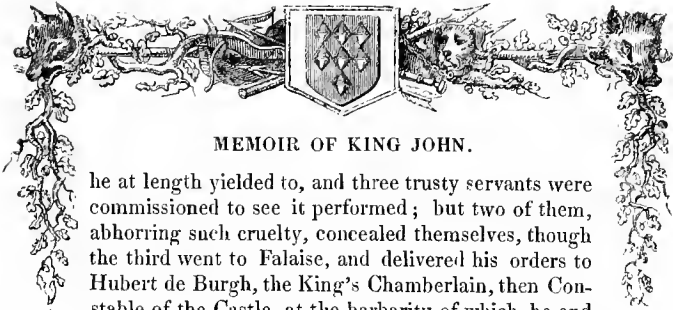 MEMOIR OF KING JOHN.
he at length yielded to, and three trusty servants were
commissioned to see it performed ; but two of them,
abhorring such cruelty, concealed themselves, though
the third went to Falaise, and delivered his orders to
Hubert de Burgh, the King's Chamberlain, then Con-
stable of the Castle, at the barbarity of which, he and